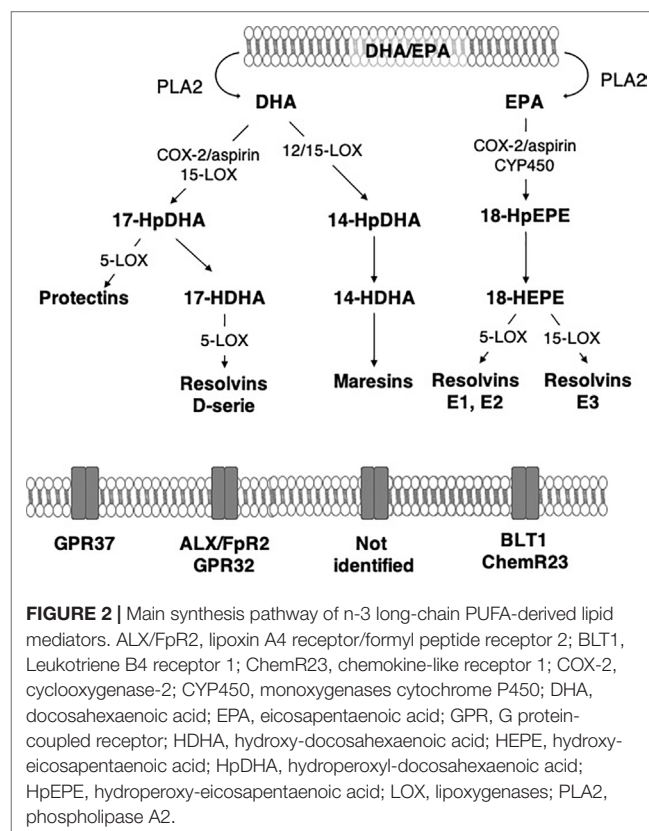 DHA/EPA
PLA2
PLA2
DHA
EPA
COX-2/aspirin
15-LOX
12/15-LOX
COX-2/aspirin
CYP450
17-HpDHA
14-HpDHA
18-HpEPE
5-LOX
Protectins
17-HDHA
14-HDHA
18-HEPE
5-LOX
5-LOX
15-LOX
Resolvins
D-serie
Maresins
Resolvins
E1, E2
Resolvins
E3
GPR37
ALX/FpR2
GPR32
Not
identified
BLT1
ChemR23
FIGURE 2 | Main synthesis pathway of n-3 long-chain PUFA-derived lipid
mediators. ALX/FpR2, lipoxin A4 receptor/formyl peptide receptor 2; BLT1,
Leukotriene B4 receptor 1; ChemR23, chemokine-like receptor 1; COX-2,
cyclooxygenase-2; CYP450, monoxygenases cytochrome P450; DHA,
docosahexaenoic acid; EPA, eicosapentaenoic acid; GPR, G protein-
coupled receptor; HDHA, hydroxy-docosahexaenoic acid; HEPE, hydroxy-
eicosapentaenoic acid; HpDHA, hydroperoxyl-docosahexaenoic acid;
HpEPE, hydroperoxy-eicosapentaenoic acid; LOX, lipoxygenases; PLA2,
phospholipase A2.